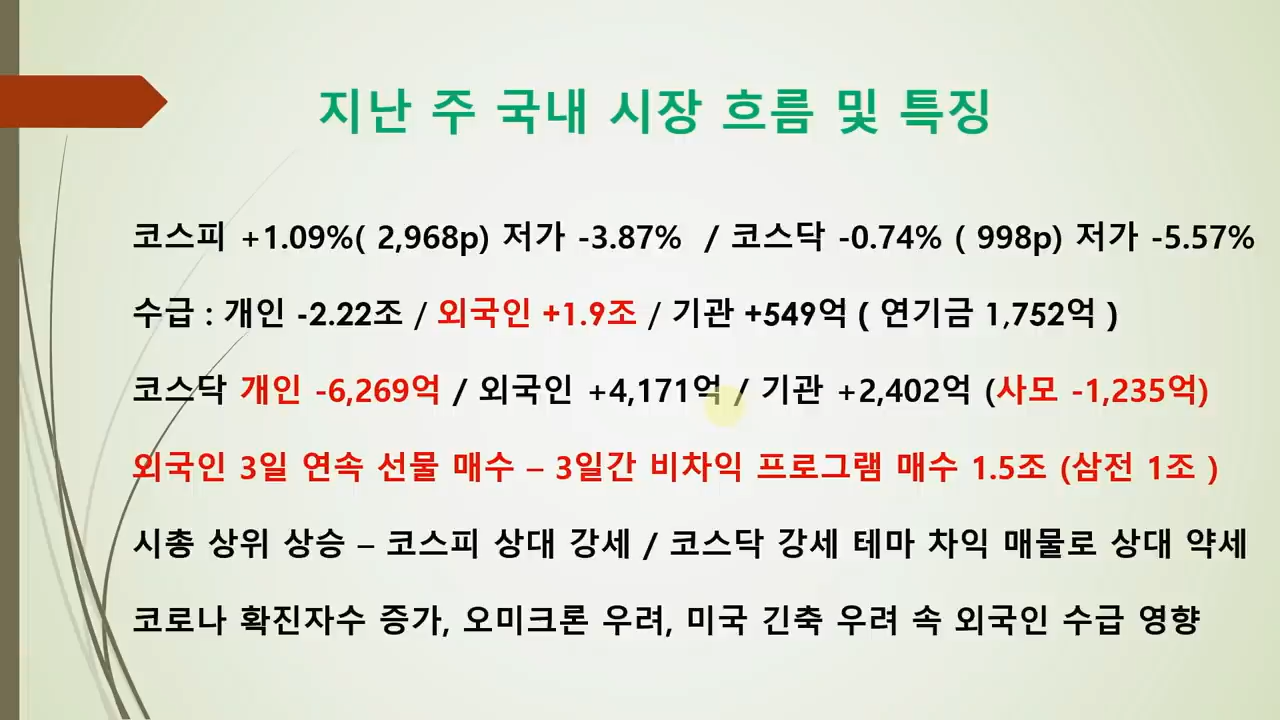 지난 주 국내 시장 흐름 및 특징
코스피 +1.09%( 2,968p) 저가 -3.87% / 코스닥 -0.74% ( 998p) 저가 -5.57%
수급 : 개인 -2.22조 / 외국인 +1.9조 / 기관 +549억 ( 연기금 1,752억 )
코스닥 개인 -6,269억 / 외국인 +4,171억 / 기관 +2,402억 (사모 -1,235억)
외국인 3일 연속 선물 매수 – 3일간 비차익 프로그램 매수 1.5조 (삼전 1조 )
시총 상위 상승 – 코스피 상대 강세 / 코스닥 강세 테마 차익 매물로 상대 약세
코로나 확진자수 증가, 오미크론 우려, 미국 긴축 우려 속 외국인 수급 영향